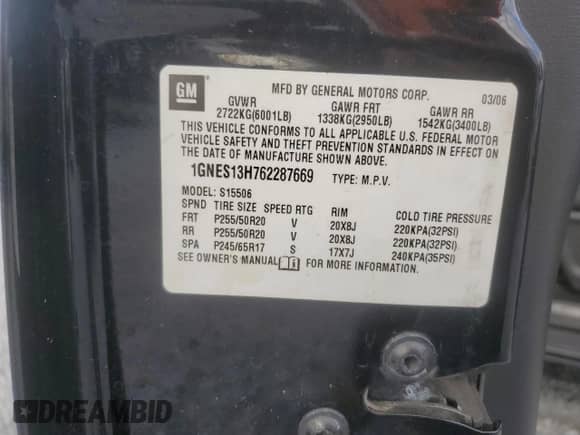 GM
MFD BY GENERAL MOTORS CORP.
03/06
GVWR GAWR FRT GAWR RR
2722KG(6001LB) 1338KG(2950LB) 1542KG(3400LB)
THIS VEHICLE CONFORMS TO ALL APPLICABLE U.S. FEDERAL MOTOR
VEHICLE SAFETY AND THEFT PREVENTION STANDARDS IN EFFECT ON
THE DATE OF MANUFACTURE SHOWN ABOVE.
1GNES13H762287669 TYPE: M.P.V.
MODEL: S15506
SPND TIRE SIZE SPEED RTG RIM COLD TIRE PRESSURE
FRT P255/50R20 V 20X8J 220KPA(32PSI)
RR P255/50R20 V 20X8J 220KPA(32PSI)
SPA P245/65R17 S 17X7J 240KPA(35PSI)
SEE OWNER'S MANUAL FOR MORE INFORMATION.
DREAMBID